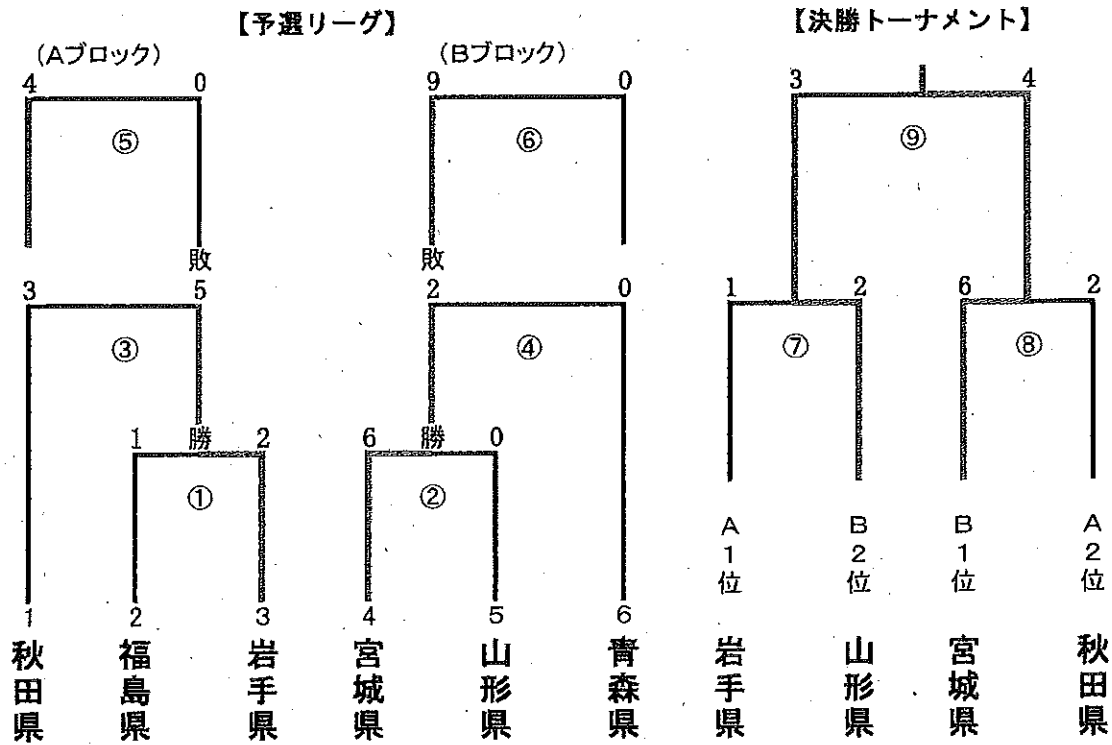 【予選リーグ】
【決勝トーナメント】
(Aブロック)
(Bブロック)
4 0
9 0
3 4
⑤
⑥
⑨
敗
敗
3 5
2 0
1 2
6 2
③
④
⑦
⑧
1 勝 2
6 勝 0
①
②
A1位
B2位
B1位
A2位
1
2
3
4
5
6
秋田県
福島県
岩手県
宮城県
山形県
青森県
岩手県
山形県
宮城県
秋田県